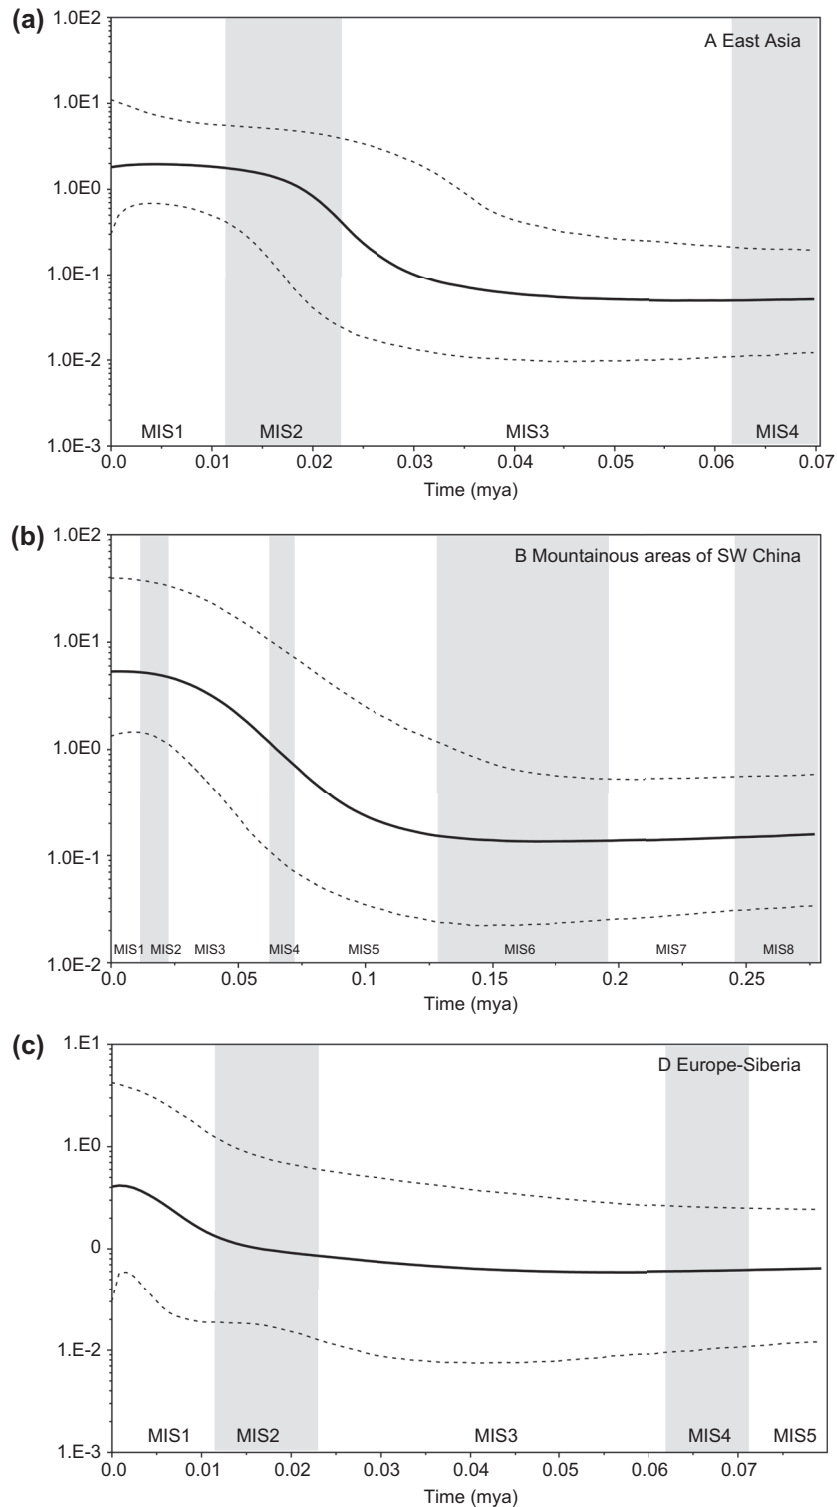 (a)
1.0E2
A East Asia
1.0E1
1.0E0
1.0E-1
1.0E-2
1.0E-3
MIS1 MIS2 MIS3 MIS4
0.0 0.01 0.02 0.03 0.04 0.05 0.06 0.07
Time (mya)
(b)
1.0E2
B Mountainous areas of SW China
1.0E1
1.0E0
1.0E-1
1.0E-2
MIS1 MIS2 MIS3 MIS4 MIS5 MIS6 MIS7 MIS8
0.0 0.05 0.1 0.15 0.2 0.25
Time (mya)
(c)
1.E1
D Europe-Siberia
1.E0
0
1.E-2
1.E-3
MIS1 MIS2 MIS3 MIS4 MIS5
0.0 0.01 0.02 0.03 0.04 0.05 0.06 0.07
Time (mya)